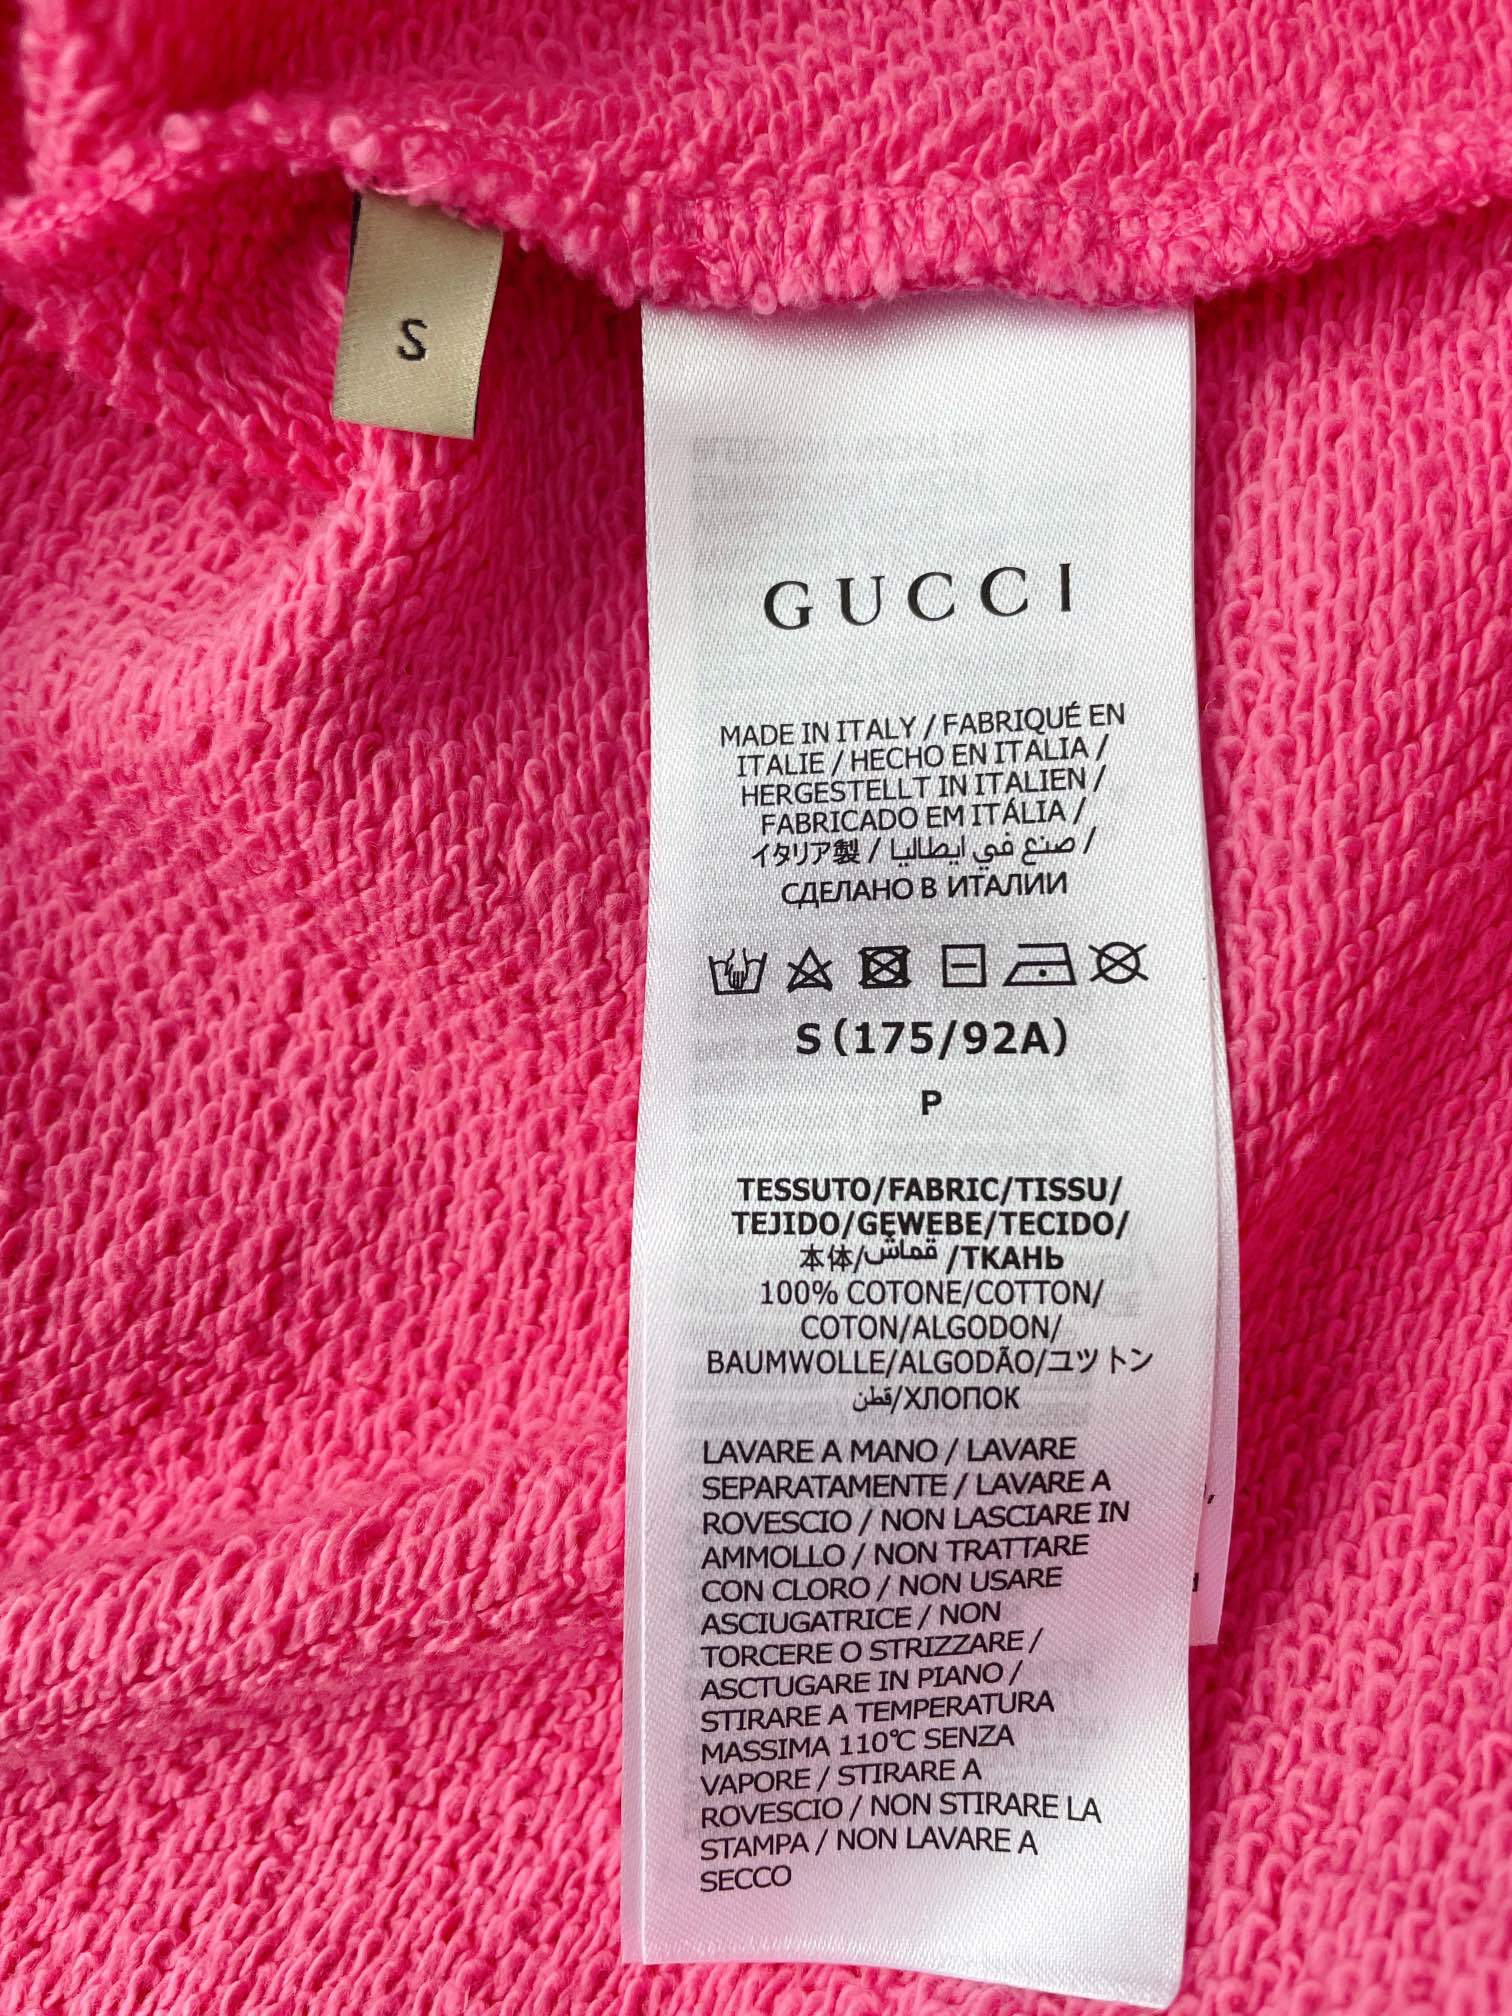 S
GUCCI
MADE IN ITALY / FABRIQUÉ EN
ITALIE / HECHO EN ITALIA /
HERGESTELLT IN ITALIEN /
FABRICADO EM ITÁLIA /
イタリア製 / صنع في ايطاليا /
СДЕЛАНО В ИТАЛИИ
S (175/92A)
P
TESSUTO/FABRIC/TISSU/
TEJIDO/GEWEBE/TECIDO/
本体/قماش /ТКАНЬ
100% COTONE/COTTON/
COTON/ALGODON/
BAUMWOLLE/ALGODÃO/ユットン
قطن/ХЛОПОК
LAVARE A MANO / LAVARE
SEPARATAMENTE / LAVARE A
ROVESCIO / NON LASCIARE IN
AMMOLLO / NON TRATTARE
CON CLORO / NON USARE
ASCIUGATRICE / NON
TORCERE O STRIZZARE /
ASCTUGARE IN PIANO /
STIRARE A TEMPERATURA
MASSIMA 110°C SENZA
VAPORE / STIRARE A
ROVESCIO / NON STIRARE LA
STAMPA / NON LAVARE A
SECCO